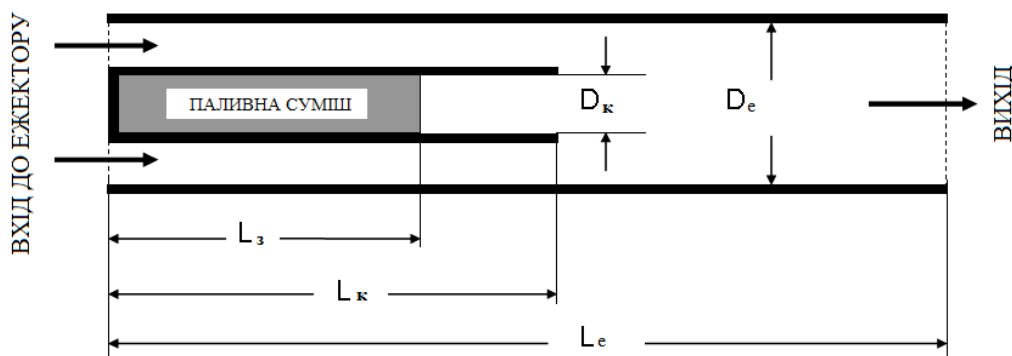 ВХІД ДО ЕЖЕКТОРУ
ПАЛИВНА СУМІШ
Dк
Dе
ВИХІД
Lз
Lк
Lе